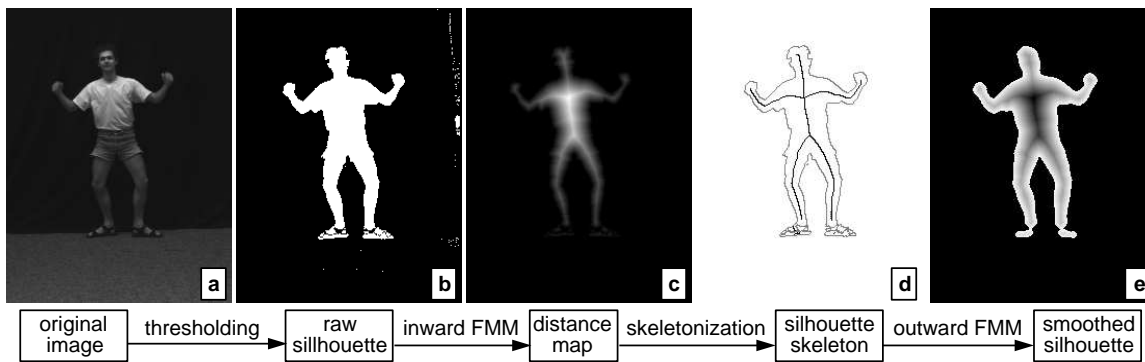 a b c d e
original thresholding raw inward FMM distance skeletonization silhouette outward FMM smoothed
image sillhouette map skeleton silhouette